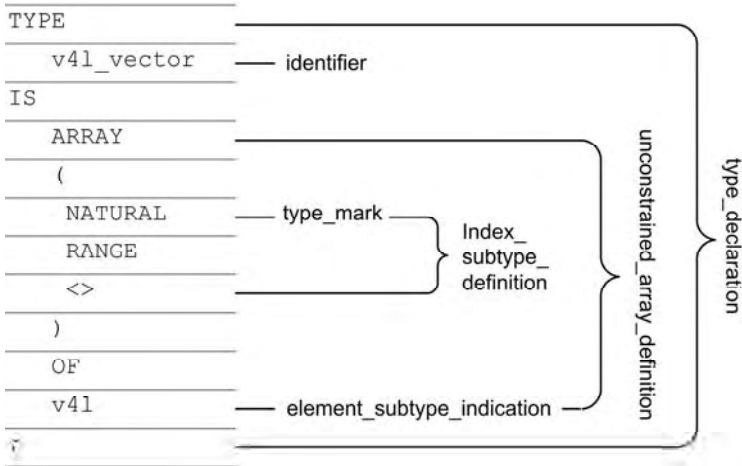 TYPE
v4l_vector identifier
IS
ARRAY
(
NATURAL type_mark
RANGE
<>
)
OF
v4l element_subtype_indication
;
Index_
subtype_
definition
unconstrained_array_definition
type_declaration